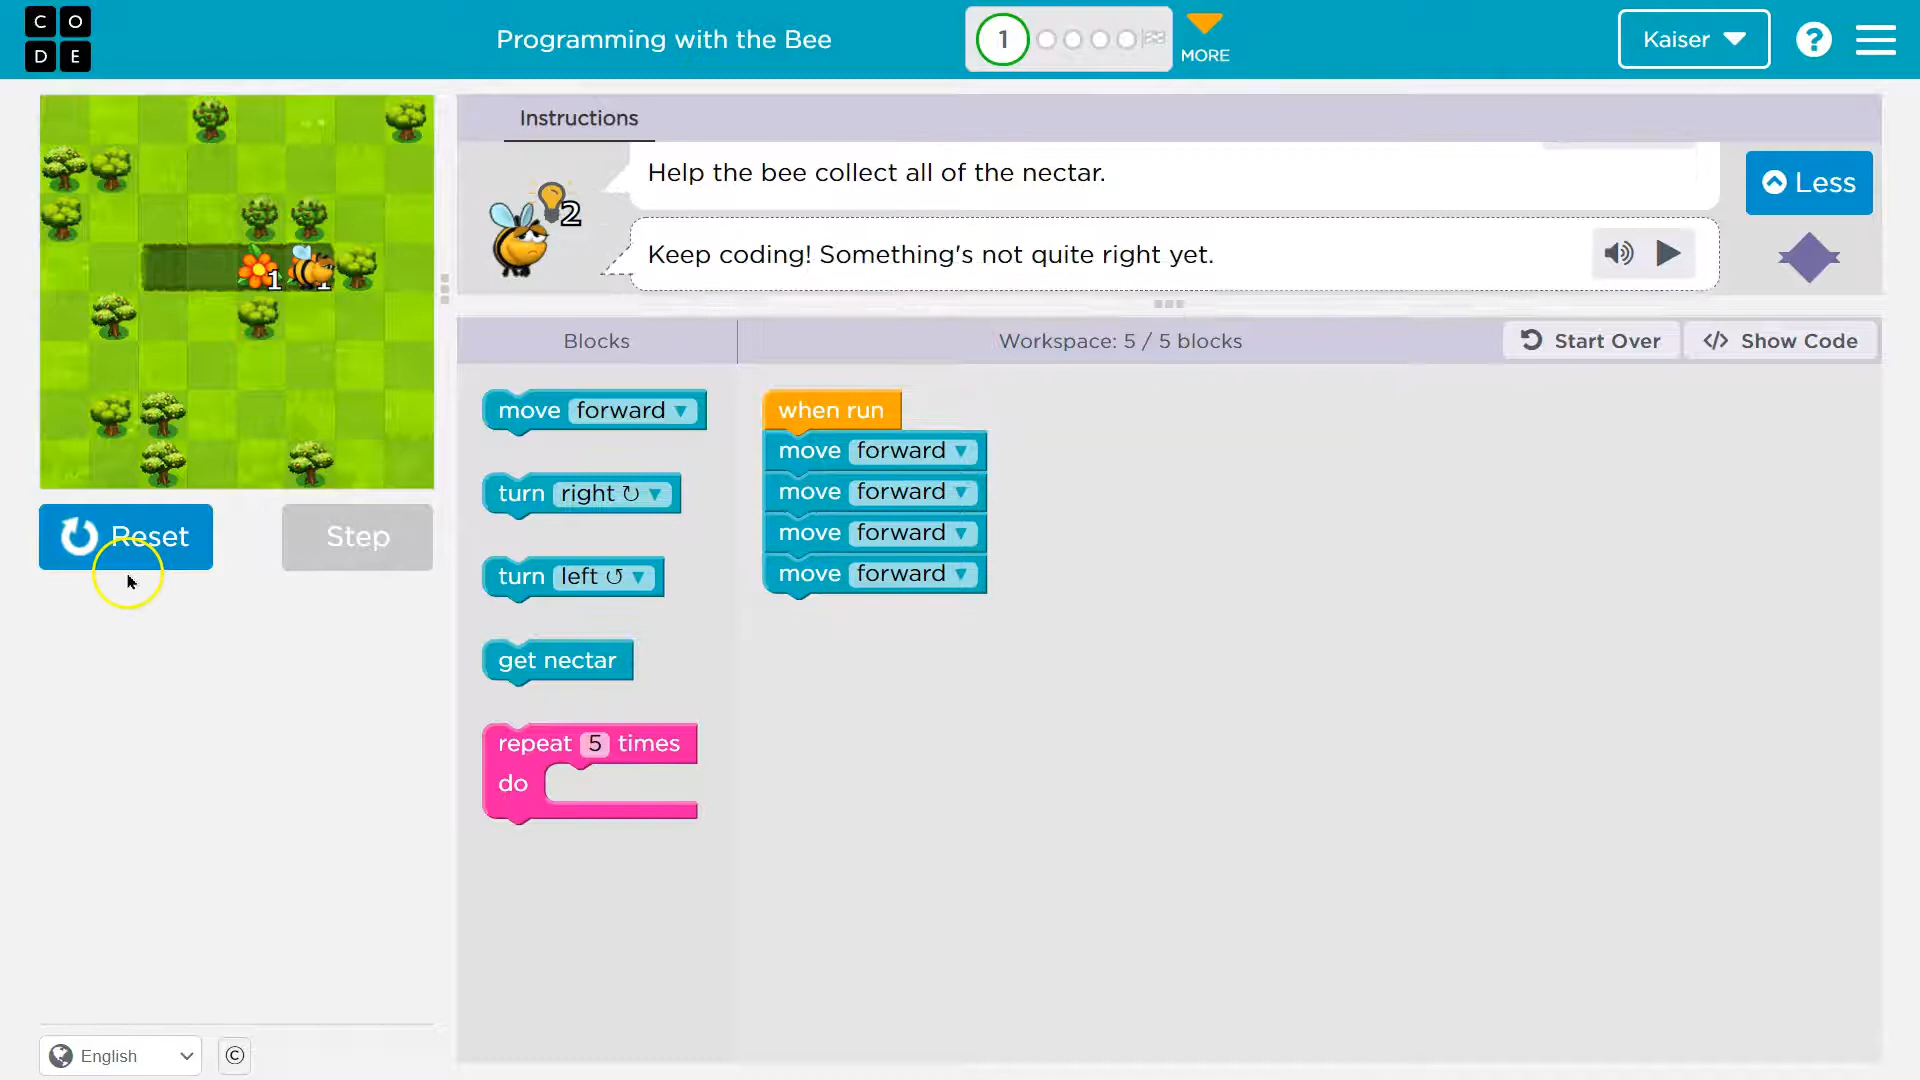 C O
D E
Programming with the Bee
1
MORE
Kaiser
?
Instructions
Help the bee collect all of the nectar.
Less
2
Keep coding! Something's not quite right yet.
1
1
Blocks
Workspace: 5 / 5 blocks
Start Over
</> Show Code
move forward
turn right ↻
turn left ↺
get nectar
repeat 5 times
do
when run
move forward
move forward
move forward
move forward
Reset
Step
English
©